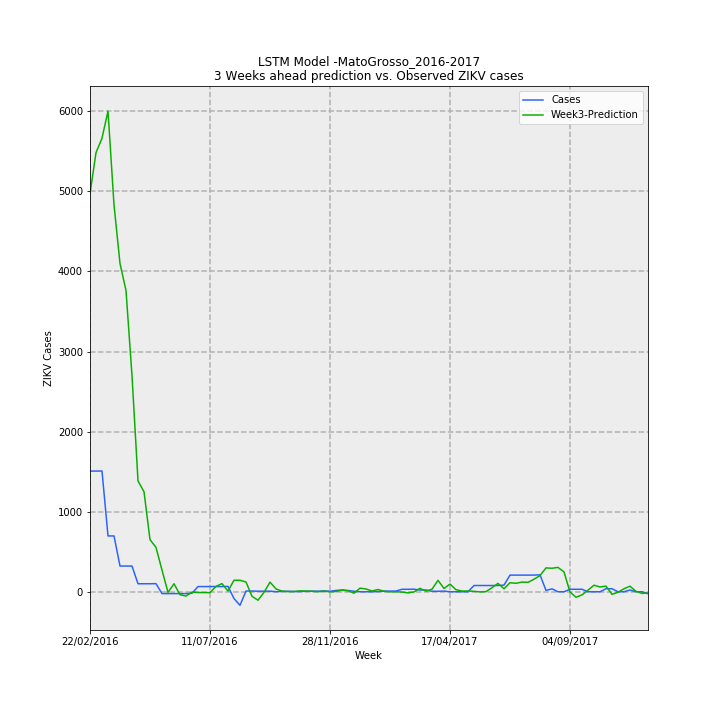 LSTM Model -MatoGrosso_2016-2017
3 Weeks ahead prediction vs. Observed ZIKV cases
Cases
Week3-Prediction
ZIKV Cases
6000
5000
4000
3000
2000
1000
0
22/02/2016
11/07/2016
28/11/2016
17/04/2017
04/09/2017
Week